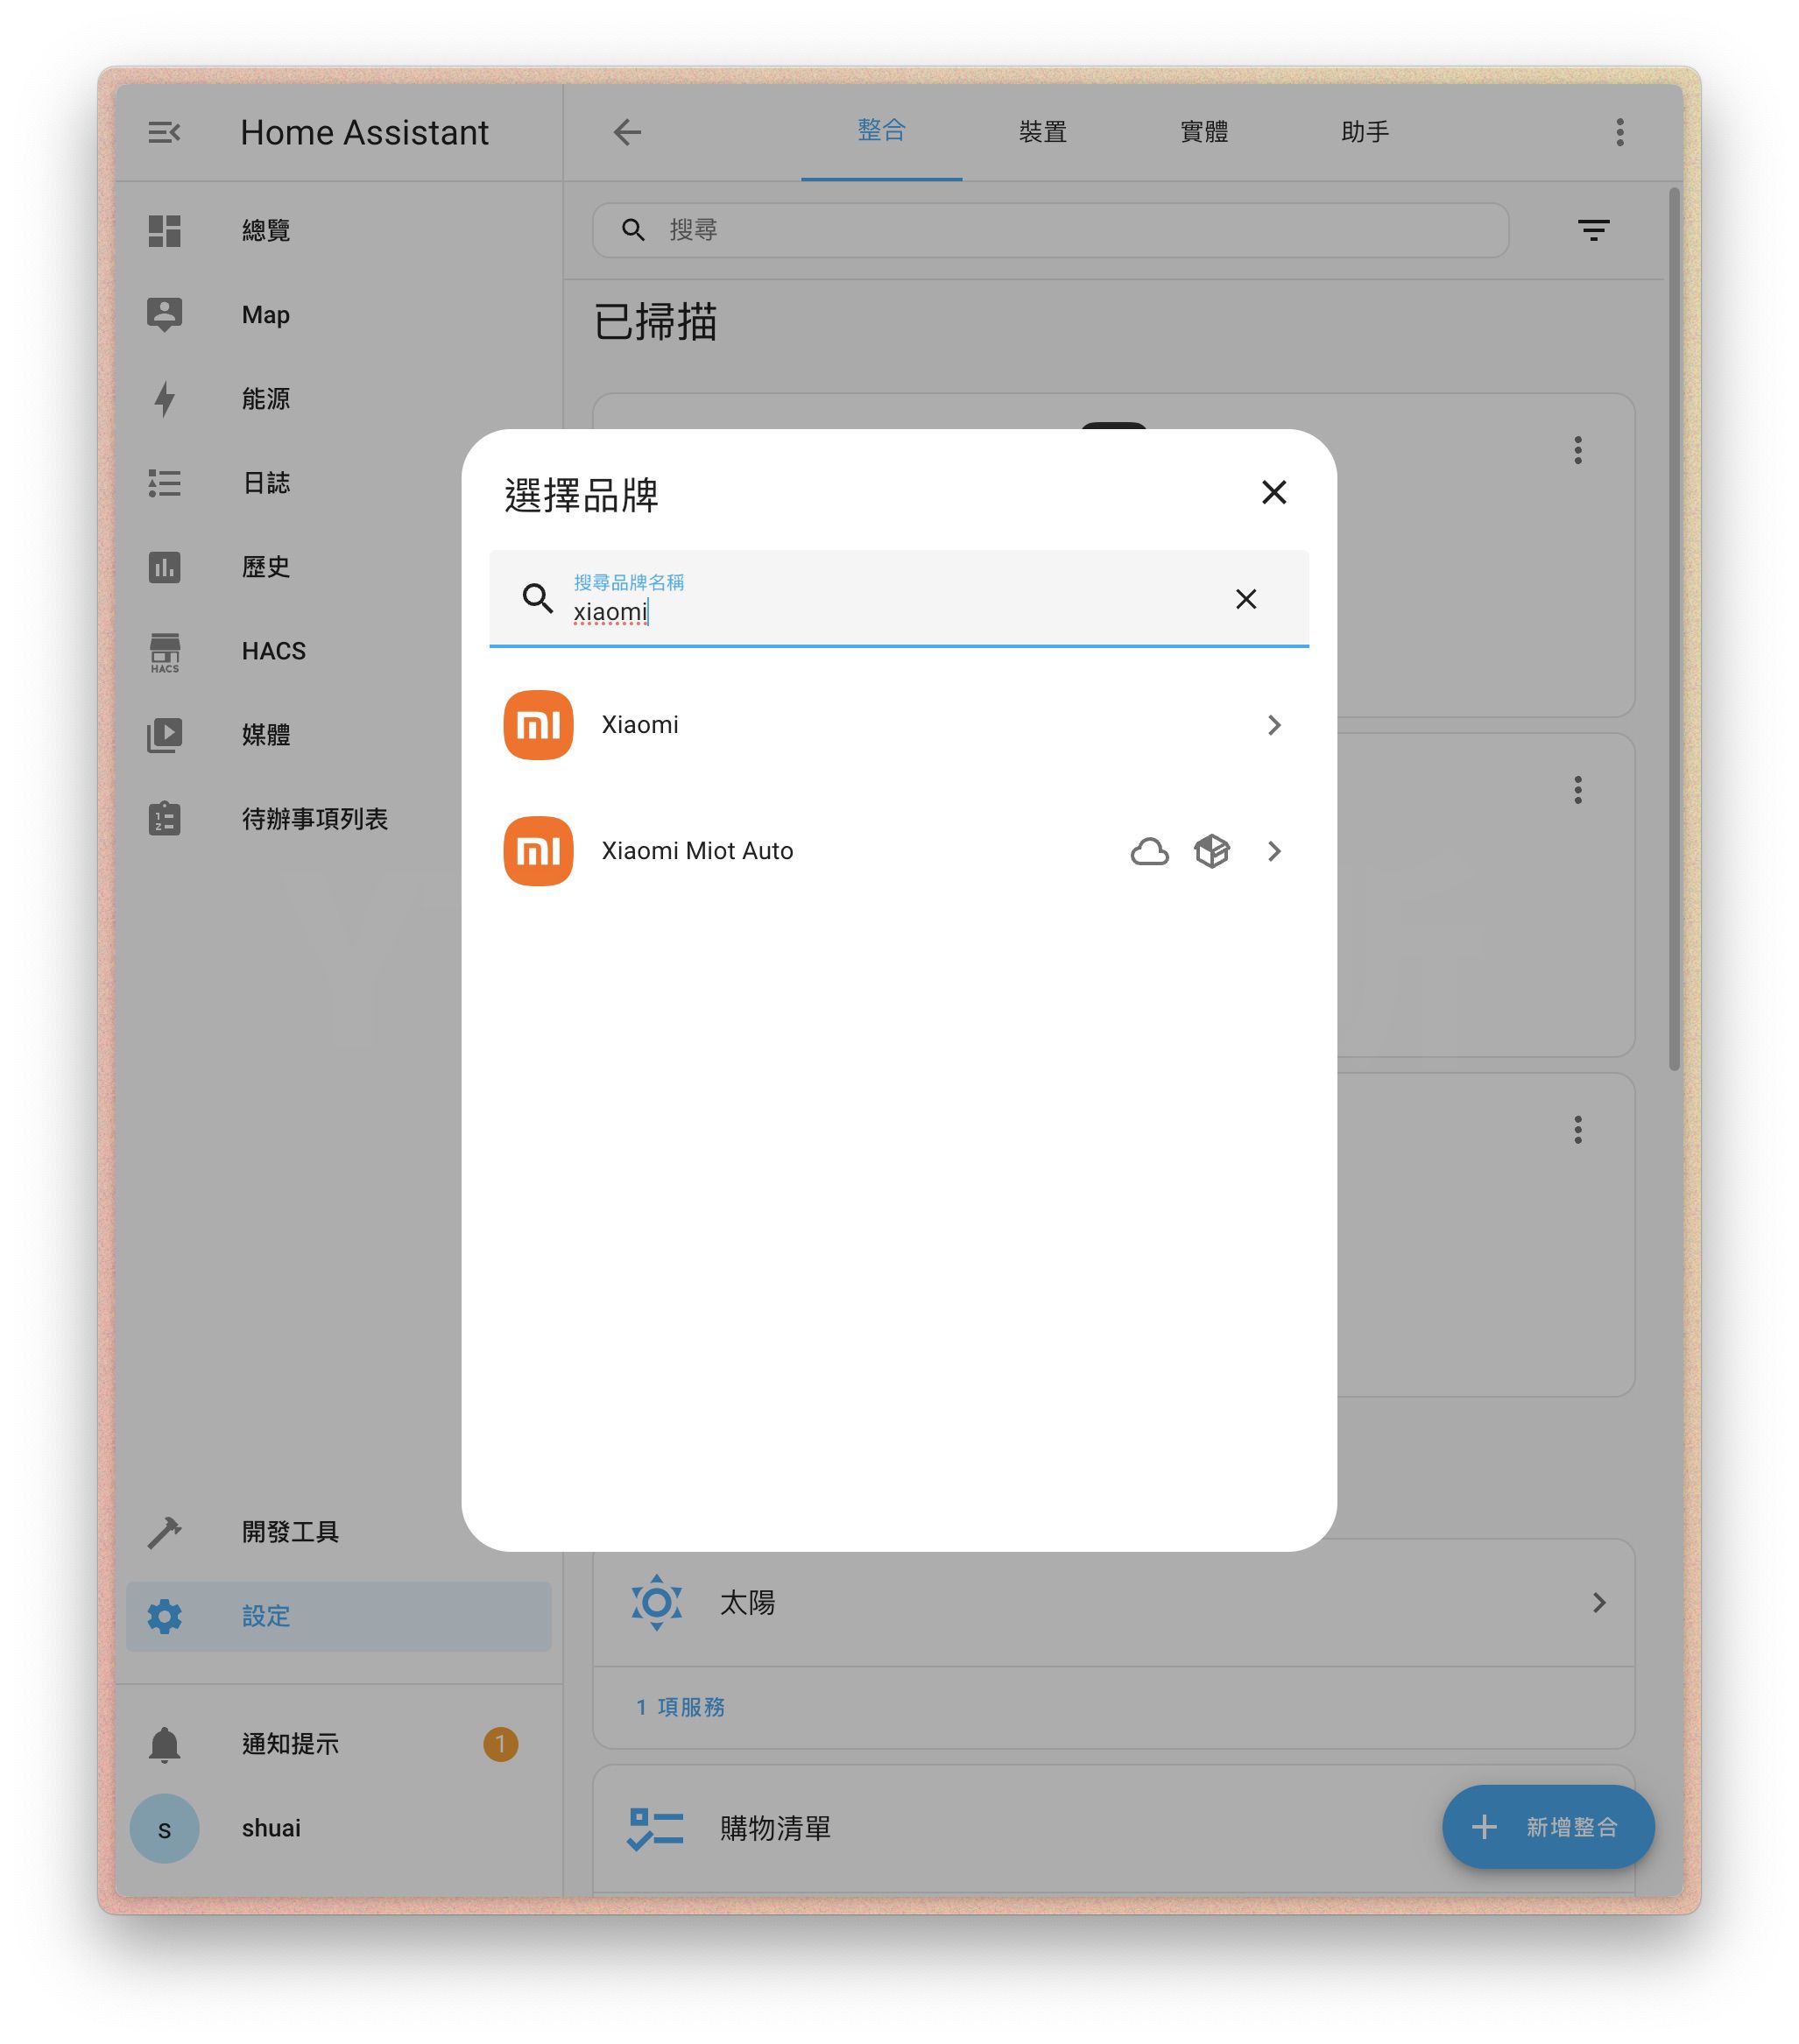 Home Assistant
整合
裝置
實體
助手
總覽
搜尋
Map
已掃描
能源
日誌
歷史
HACS
HACS
媒體
待辦事項列表
選擇品牌
搜尋品牌名稱
xiaomi
Xiaomi
Xiaomi Miot Auto
開發工具
設定
通知提示
1
s
shuai
太陽
1 項服務
購物清單
新增整合